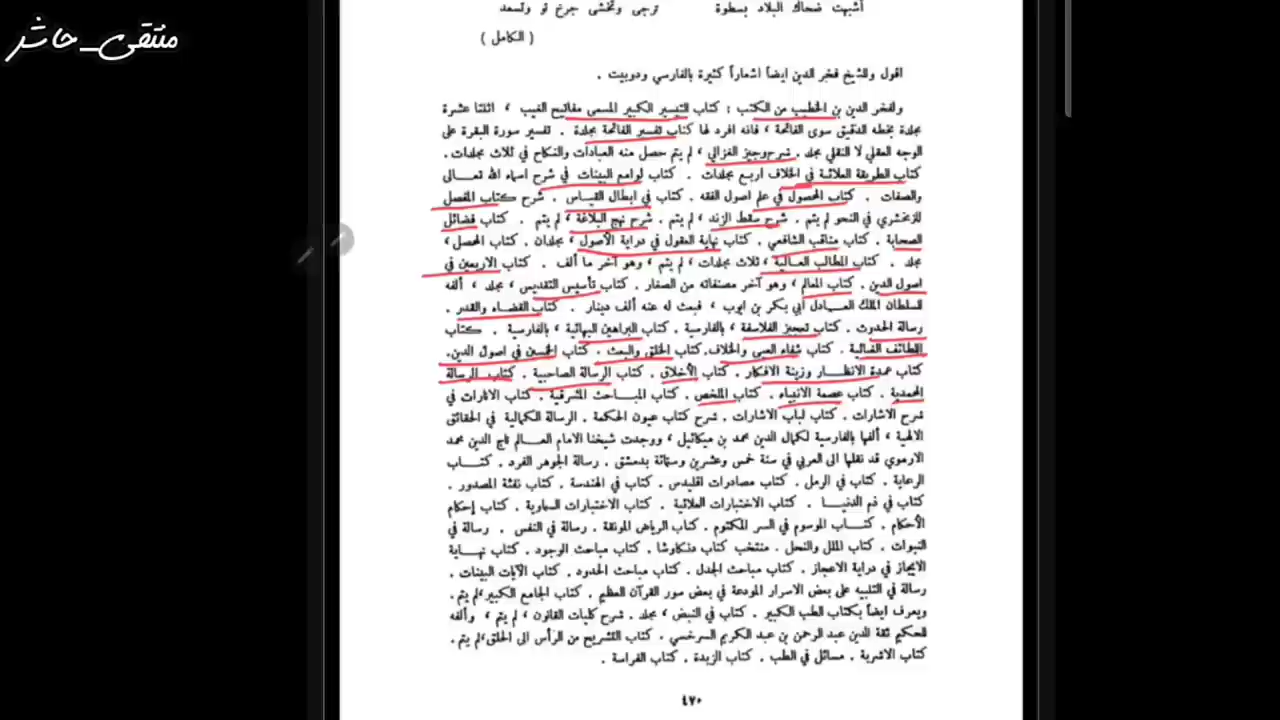 منتقى_حاشر
أشبهت ضحاك البلاد بسطوة ترجى وتخشى جرخ تو وتسعد
( الكامل )
اقول وللشيخ فخر الدين ايضاً اشعاراً كثيرة بالفارسي ودوبيت .
ولفخر الدين بن الخطيب من الكتب : كتاب التفسير الكبير المسمى مفاتيح الغيب ، اثنتا عشرة
مجلدة بخطه الدقيق سوى الفاتحة ، فانه افرد لها كتاب تفسير الفاتحة مجلدة . تفسير سورة البقرة على
الوجه العقلي لا النقلي مجلد . شرح وجيز الغزالي ، لم يتم حصل منه العبادات والنكاح في ثلاث مجلدات .
كتاب الطريقة العلائية في الخلاف اربع مجلدات . كتاب لوامع البينات في شرح اسماء الله تعالى
والصفات . كتاب المحصول في علم اصول الفقه . كتاب في ابطال القياس . شرح كتاب المفصل
للزمخشري في النحو لم يتم . شرح سقط الزند ، لم يتم . شرح نهج البلاغة ، لم يتم . كتاب فضائل
الصحابة . كتاب مناقب الشافعي . كتاب نهاية العقول في دراية الأصول ، مجلدان . كتاب المحصل ،
مجلد . كتاب المطالب العالية ، ثلاث مجلدات ، لم يتم ، وهو آخر ما ألف . كتاب الاربعين في
اصول الدين . كتاب المعالم ، وهو آخر مصنفاته من الصغار . كتاب تأسيس التقديس ، مجلد ، ألفه
للسلطان الملك العادل أبي بكر بن ايوب ، فبعث له عنه ألف دينار . كتاب القضاء والقدر .
رسالة الحدوث . كتاب تعجيز الفلاسفة ، بالفارسية . كتاب البراهين البهائية ، بالفارسية . كتاب
اللطائف الغياثية . كتاب شفاء العي والخلاف . كتاب الخلق والبعث . كتاب الخمسين في اصول الدين .
كتاب عمدة الانظار وزينة الافكار . كتاب الأخلاق . كتاب الرسالة الصاحبية . كتاب الرسالة
المحمدية . كتاب عصمة الانبياء . كتاب الملخص . كتاب المباحث المشرقية . كتاب الانارات في
شرح الاشارات . كتاب لباب الاشارات . شرح كتاب عيون الحكمة . الرسالة الكمالية في الحقائق
الالهية ، ألفها بالفارسية لكمال الدين محمد بن ميكائيل ، ووجدت شيخنا الامام العالم تاج الدين محمد
الارموي قد نقلها الى العربي في سنة خمس وعشرين وستمائة بدمشق . رسالة الجوهر الفرد . كتاب
الرعاية . كتاب في الرمل . كتاب مصادرات اقليدس . كتاب في الهندسة . كتاب نفثة المصدور .
كتاب في ذم الدنيا . كتاب الاختبارات العلائية . كتاب الاختبارات السماوية . كتاب إحكام
الأحكام . كتاب الموسوم في السر المكتوم . كتاب الرياض المونقة . رسالة في النفس . رسالة في
النبوات . كتاب الملل والنحل . منتخب كتاب دنكاوشا . كتاب مباحث الوجود . كتاب نهاية
الايجاز في دراية الاعجاز . كتاب مباحث الجدل . كتاب مباحث الحدود . كتاب الآيات البينات .
رسالة في التنبيه على بعض الاسرار المودعة في بعض سور القرآن العظيم . كتاب الجامع الكبير ، لم يتم .
ويعرف ايضاً بكتاب الطب الكبير . كتاب في النبض ، مجلد . شرح كليات القانون ، لم يتم ، وألفه
للحكيم ثقة الدين عبد الرحمن بن عبد الكريم السرخسي . كتاب التشريح من الرأس الى الحلق ، لم يتم .
كتاب الاشربة . مسائل في الطب . كتاب الزبدة . كتاب الفراسة .
٤٧٠